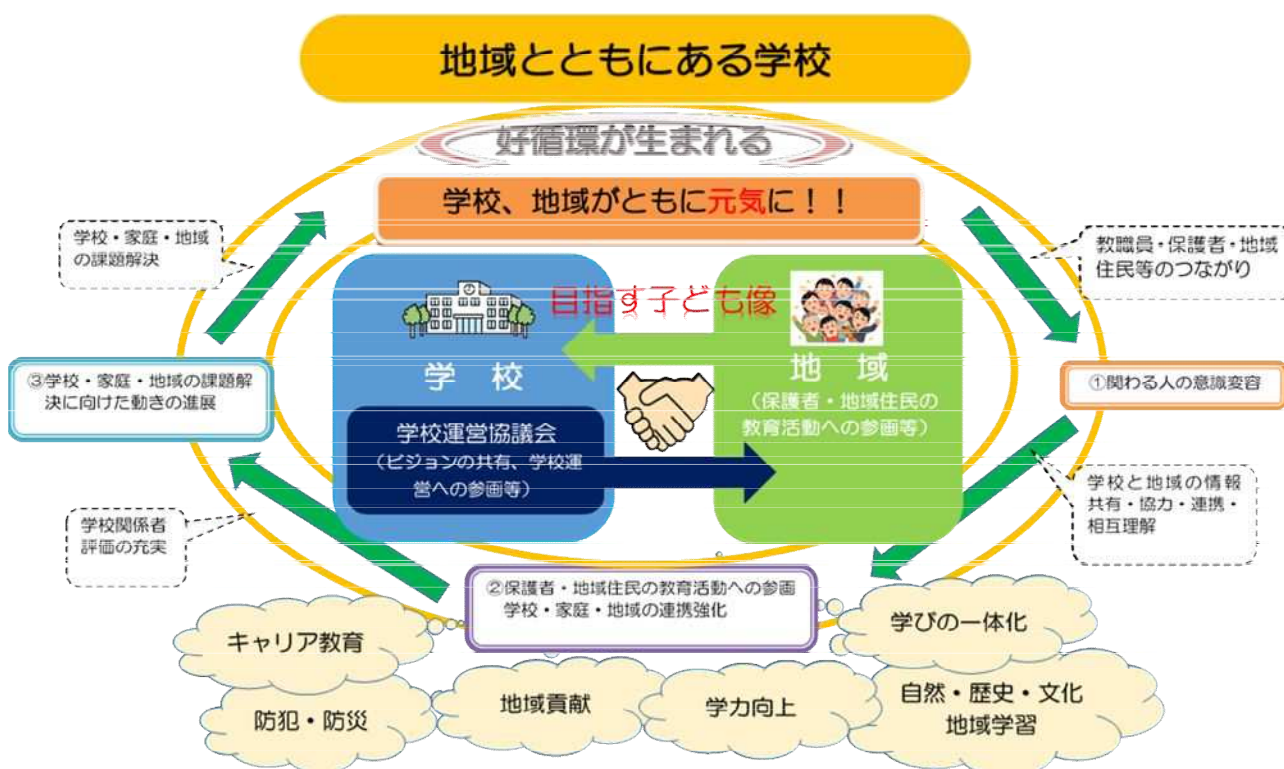 地域とともにある学校
好循環が生まれる
学校、地域がともに元気に！！
学校・家庭・地域
の課題解決
教職員・保護者・地域
住民等のつながり
目指す子ども像
学 校
地 域
（保護者・地域住民の
教育活動への参画等）
学校運営協議会
（ビジョンの共有、学校運
営への参画等）
③学校・家庭・地域の課題解
決に向けた動きの進展
①関わる人の意識変容
学校関係者
評価の充実
学校と地域の情報
共有・協力・連携・
相互理解
②保護者・地域住民の教育活動への参画
学校・家庭・地域の連携強化
キャリア教育
学びの一体化
防犯・防災
地域貢献
学力向上
自然・歴史・文化
地域学習